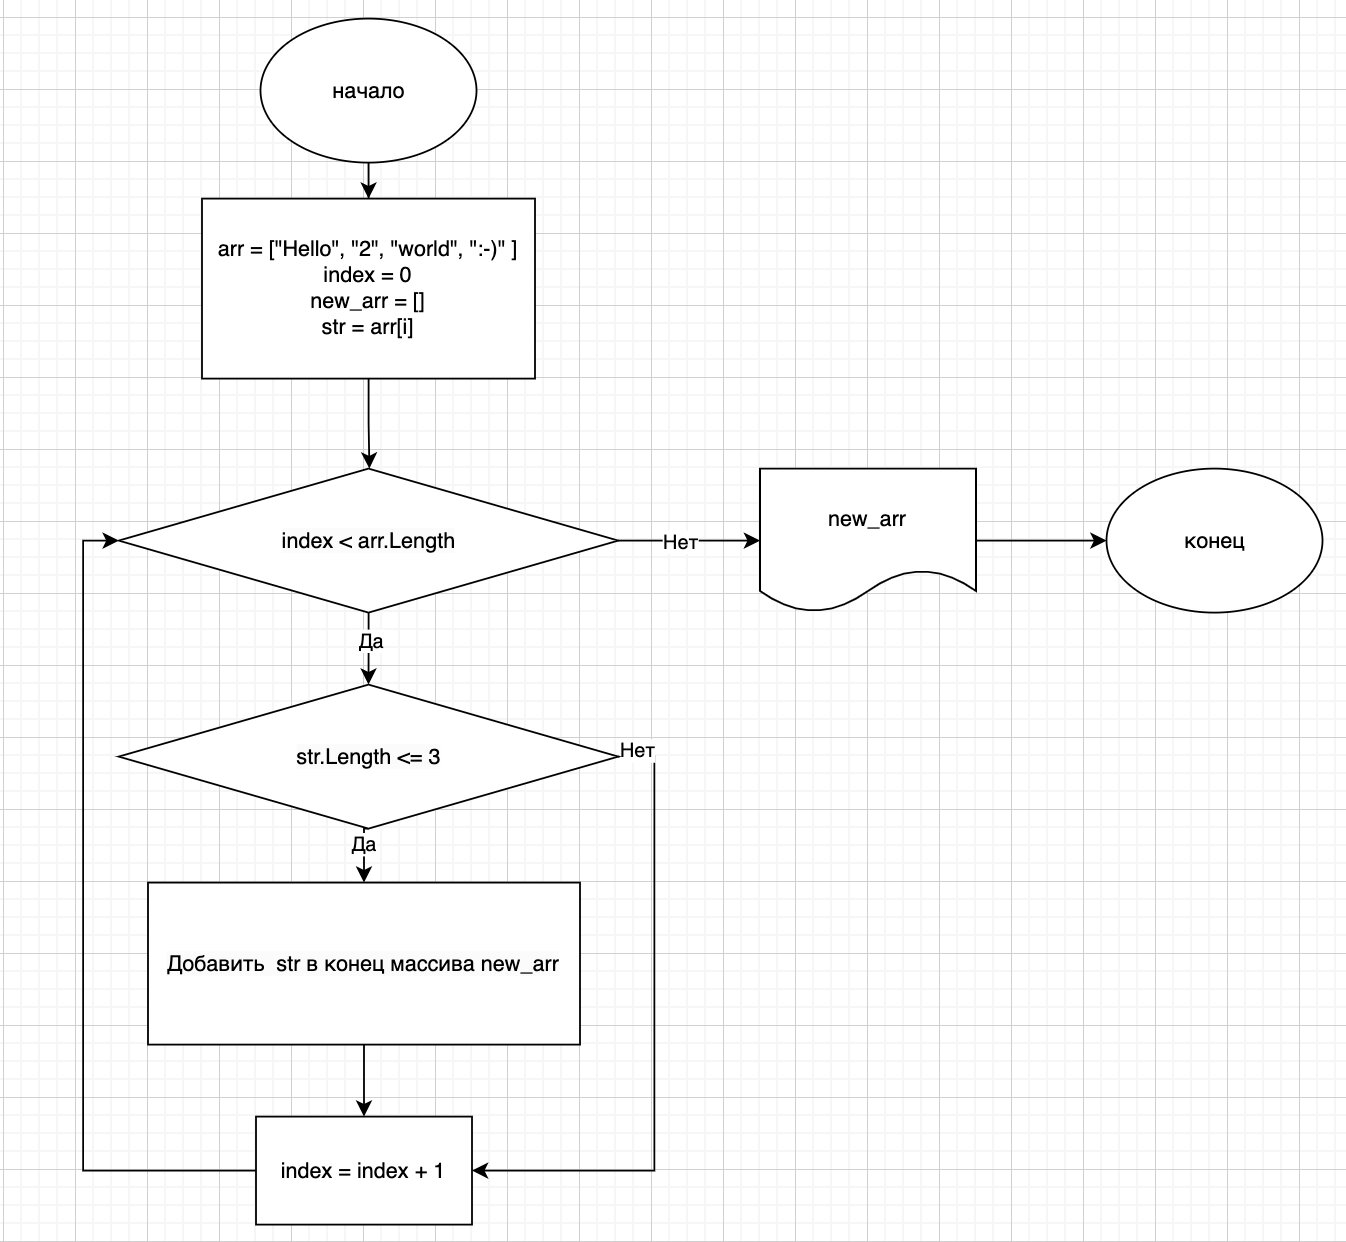 начало
arr = ["Hello", "2", "world", ":-)" ]
index = 0
new_arr = []
str = arr[i]
index < arr.Length
Нет
new_arr
конец
Да
str.Length <= 3
Нет
Да
Добавить  str в конец массива new_arr
index = index + 1